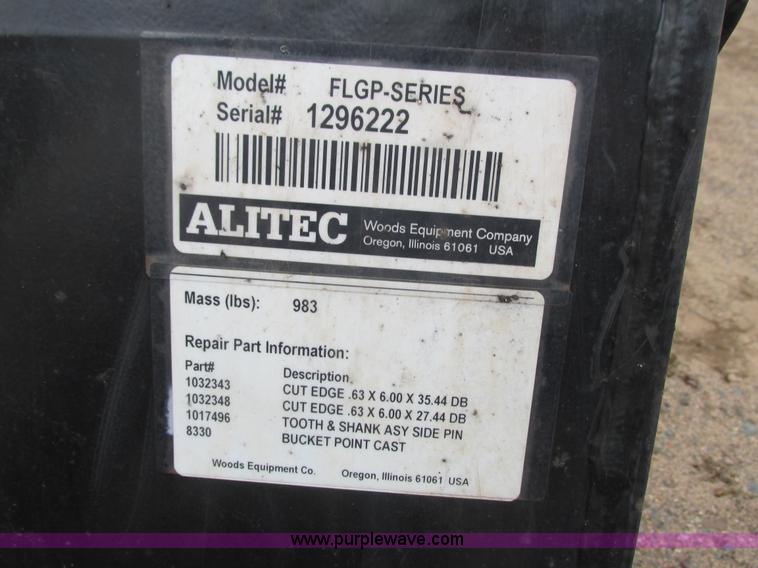 Model# FLGP-SERIES
Serial# 1296222
ALITEC
Woods Equipment Company
Oregon, Illinois 61061 USA
Mass (lbs): 983
Repair Part Information:
Part# Description
1032343 CUT EDGE .63 X 6.00 X 35.44 DB
1032348 CUT EDGE .63 X 6.00 X 27.44 DB
1017496 TOOTH & SHANK ASY SIDE PIN
8330 BUCKET POINT CAST
Woods Equipment Co. Oregon, Illinois 61061 USA
www.purplewave.com